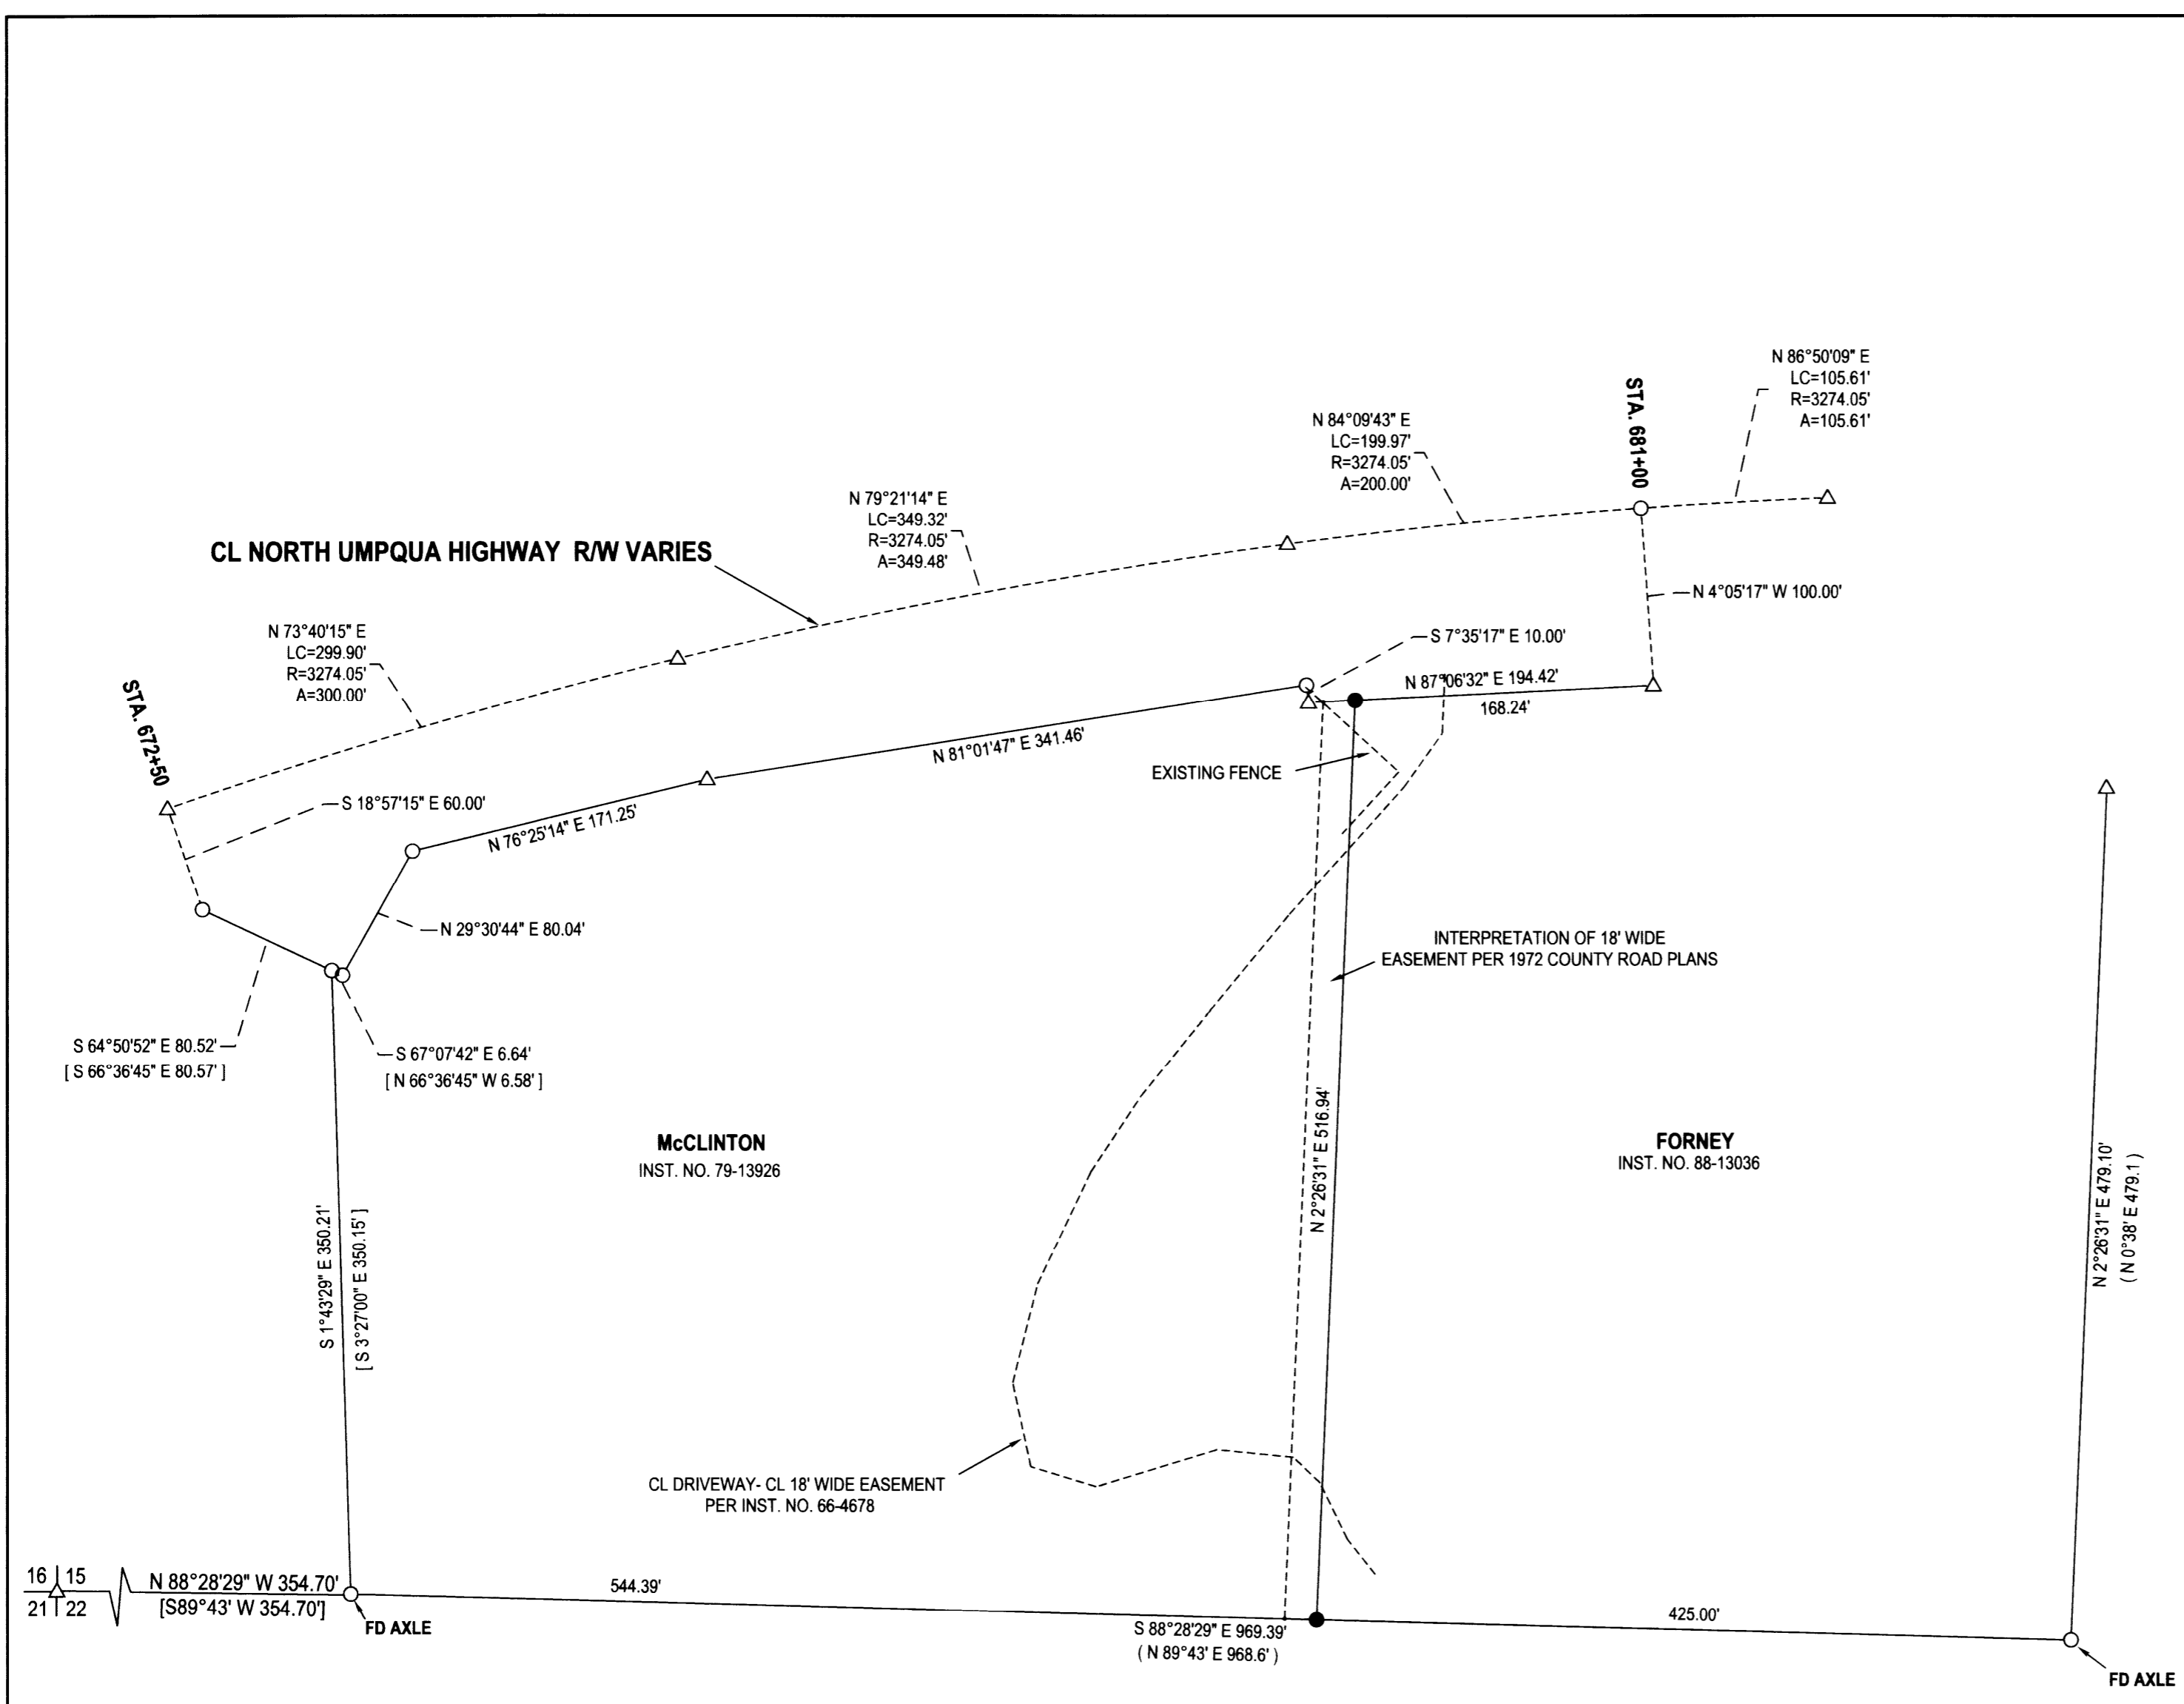 N 86°50'09" E
LC=105.61'
R=3274.05'
A=105.61'
STA. 681+00
N 84°09'43" E
LC=199.97'
R=3274.05'
A=200.00'
N 79°21'14" E
LC=349.32'
R=3274.05'
A=349.48'
CL NORTH UMPQUA HIGHWAY R/W VARIES
N 4°05'17" W 100.00'
N 73°40'15" E
LC=299.90'
R=3274.05'
A=300.00'
S 7°35'17" E 10.00'
N 87°06'32" E 194.42'
168.24'
STA. 672+50
N 81°01'47" E 341.46'
EXISTING FENCE
S 18°57'15" E 60.00'
N 76°25'14" E 171.25'
N 29°30'44" E 80.04'
INTERPRETATION OF 18' WIDE
EASEMENT PER 1972 COUNTY ROAD PLANS
S 64°50'52" E 80.52'
[ S 66°36'45" E 80.57' ]
S 67°07'42" E 6.64'
[ N 66°36'45" W 6.58' ]
McCLINTON
INST. NO. 79-13926
FORNEY
INST. NO. 88-13036
N 2°26'31" E 516.94'
N 2°26'31" E 479.10'
( N 0°38' E 479.1 )
S 1°43'29" E 350.21'
[ S 3°27'00" E 350.15' ]
CL DRIVEWAY- CL 18' WIDE EASEMENT
PER INST. NO. 66-4678
16 15
21 22
N 88°28'29" W 354.70'
[S89°43' W 354.70']
FD AXLE
544.39'
S 88°28'29" E 969.39'
( N 89°43' E 968.6' )
425.00'
FD AXLE